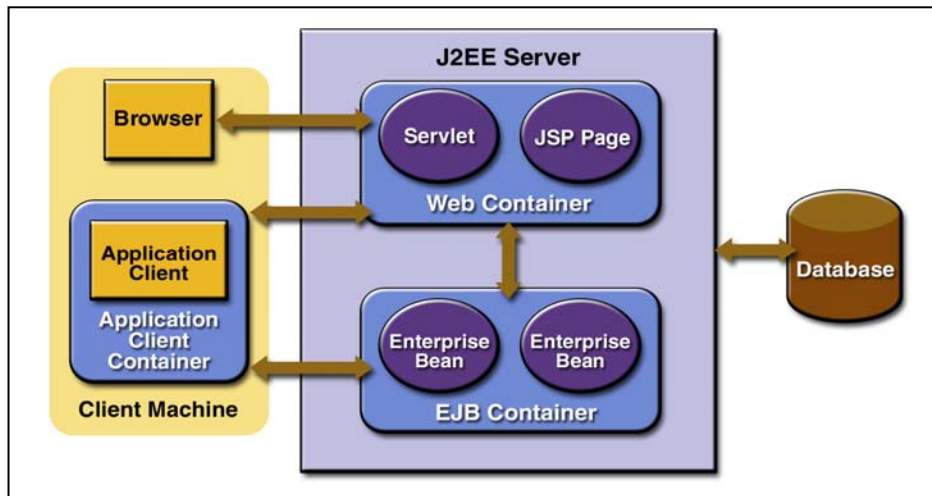 J2EE Server
Browser
Servlet
JSP Page
Web Container
Application
Client
Application
Client
Container
Client Machine
Enterprise
Bean
Enterprise
Bean
EJB Container
Database